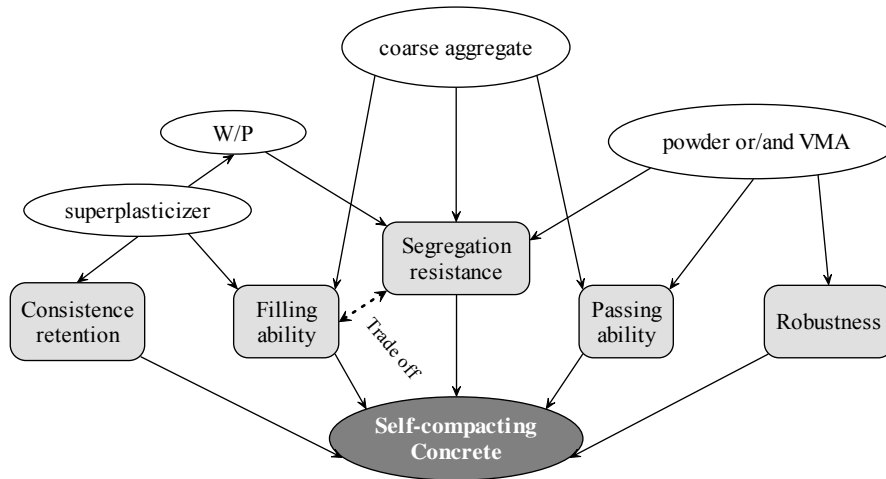 coarse aggregate
W/P
powder or/and VMA
superplasticizer
Segregation
resistance
Consistence
retention
Filling
ability
Trade off
Passing
ability
Robustness
Self-compacting
Concrete